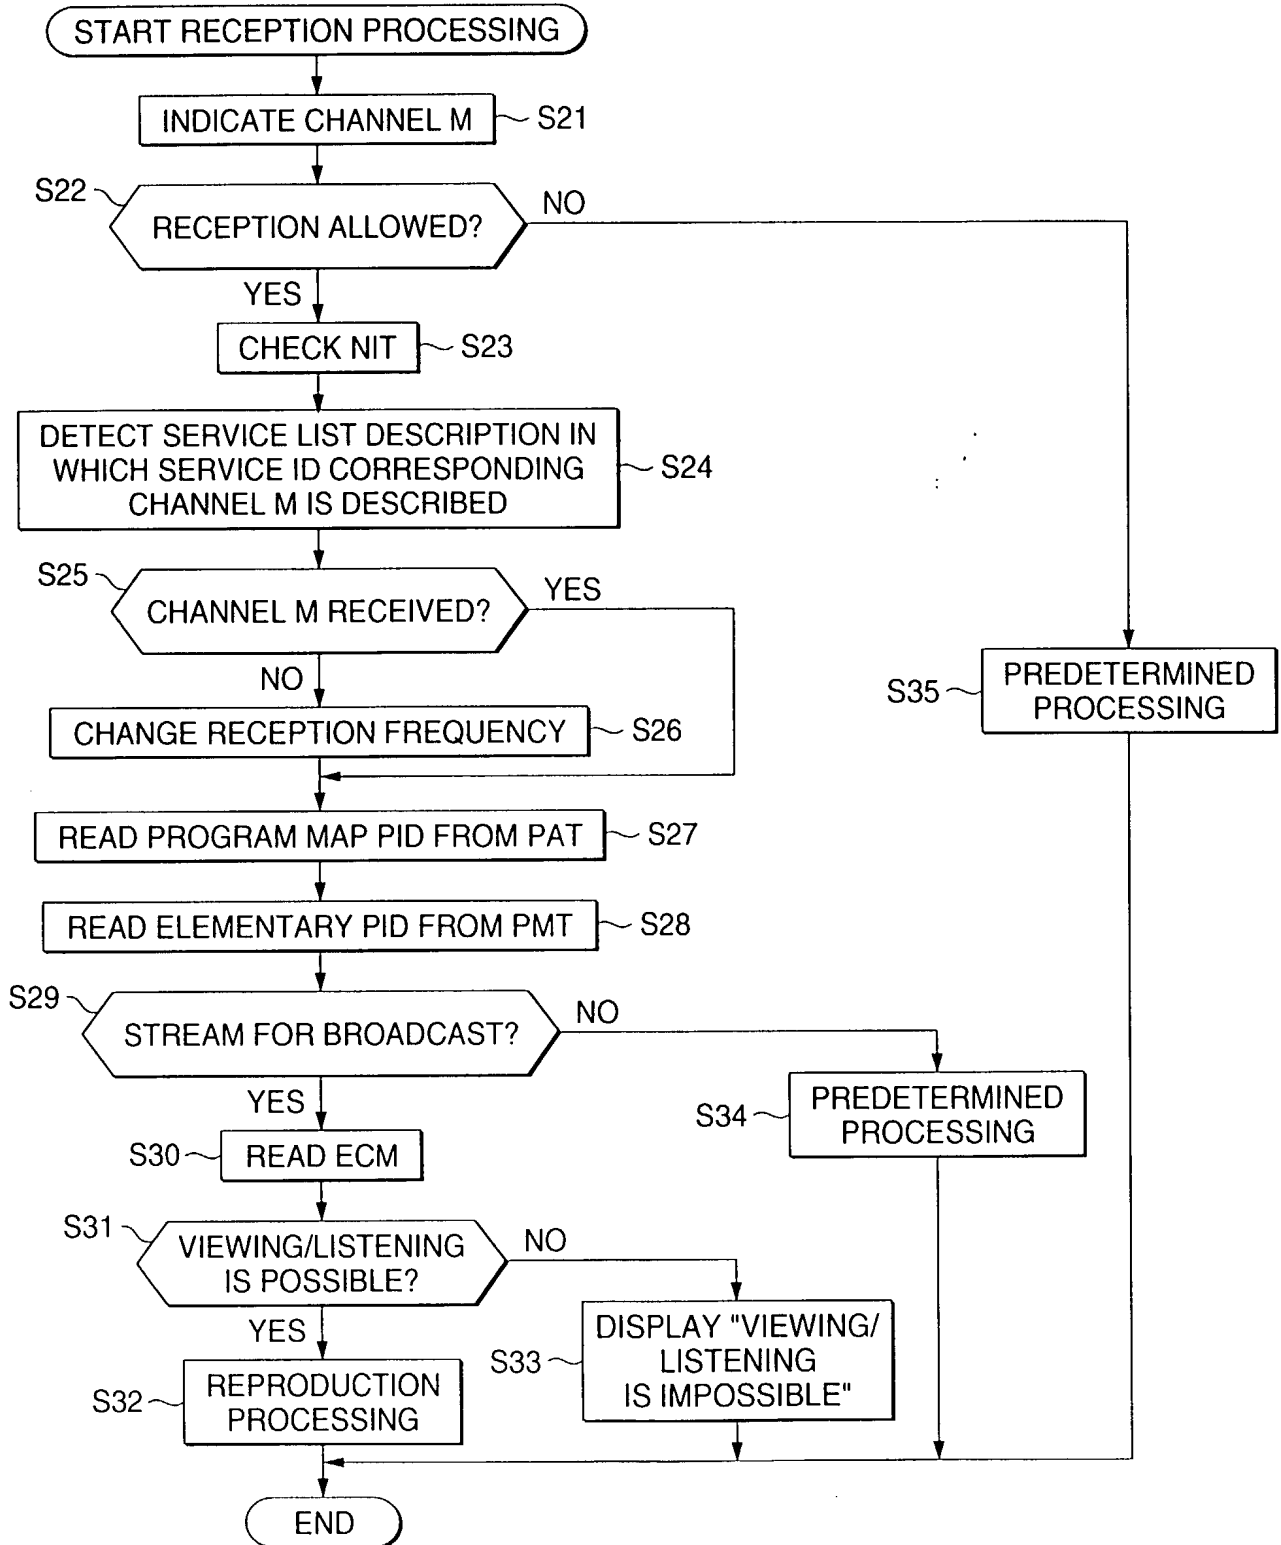 START RECEPTION PROCESSING
INDICATE CHANNEL M
S21
S22
RECEPTION ALLOWED?
NO
YES
CHECK NIT
S23
DETECT SERVICE LIST DESCRIPTION IN
WHICH SERVICE ID CORRESPONDING
CHANNEL M IS DESCRIBED
S24
S25
CHANNEL M RECEIVED?
YES
NO
CHANGE RECEPTION FREQUENCY
S26
S35
PREDETERMINED
PROCESSING
READ PROGRAM MAP PID FROM PAT
S27
READ ELEMENTARY PID FROM PMT
S28
S29
STREAM FOR BROADCAST?
NO
YES
S34
PREDETERMINED
PROCESSING
S30
READ ECM
S31
VIEWING/LISTENING
IS POSSIBLE?
NO
YES
S33
DISPLAY "VIEWING/
LISTENING
IS IMPOSSIBLE"
S32
REPRODUCTION
PROCESSING
END